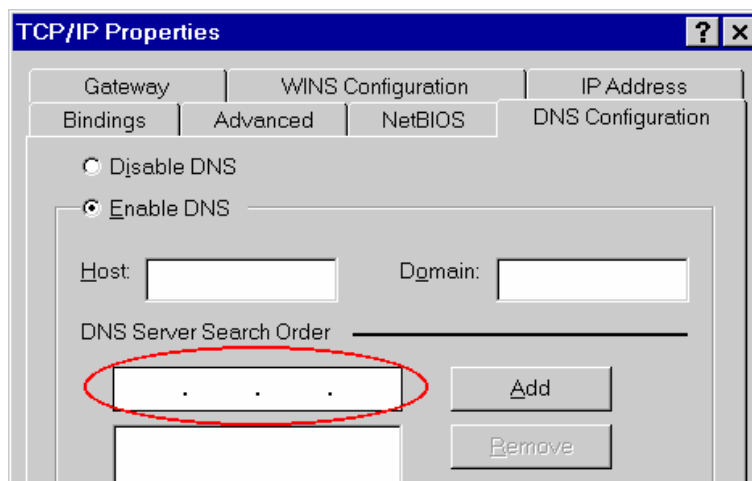 TCP/IP Properties
Gateway WINS Configuration IP Address
Bindings Advanced NetBIOS DNS Configuration
Disable DNS
Enable DNS
Host: Domain:
DNS Server Search Order
. . .
Add
Remove